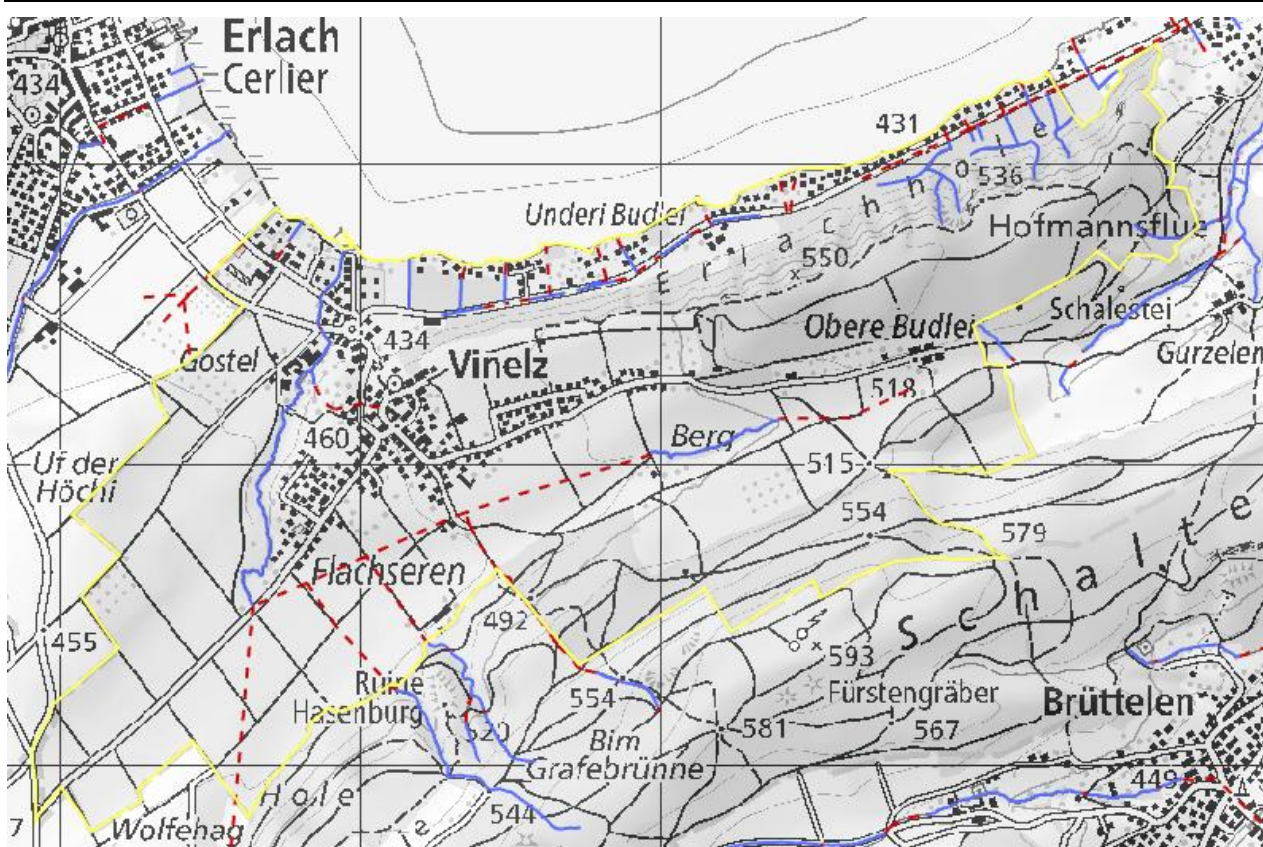 Erlach
Cerlier
434
431
Erlachholе
536
Underi Budlei
Hofmannsflue
550
Schalestei
Obere Budlei
434
Gostel
Vinelz
Gurzelen
518
460
Berg
515
Uf der
Höchi
554
579
Flachseren
Schalte
492
455
593
Ruine
Hasenburg
554
Fürstengräber
Brüttelen
520
581
567
Bim
Grafebrünne
449
Hole
544
7
Wolfehag
a